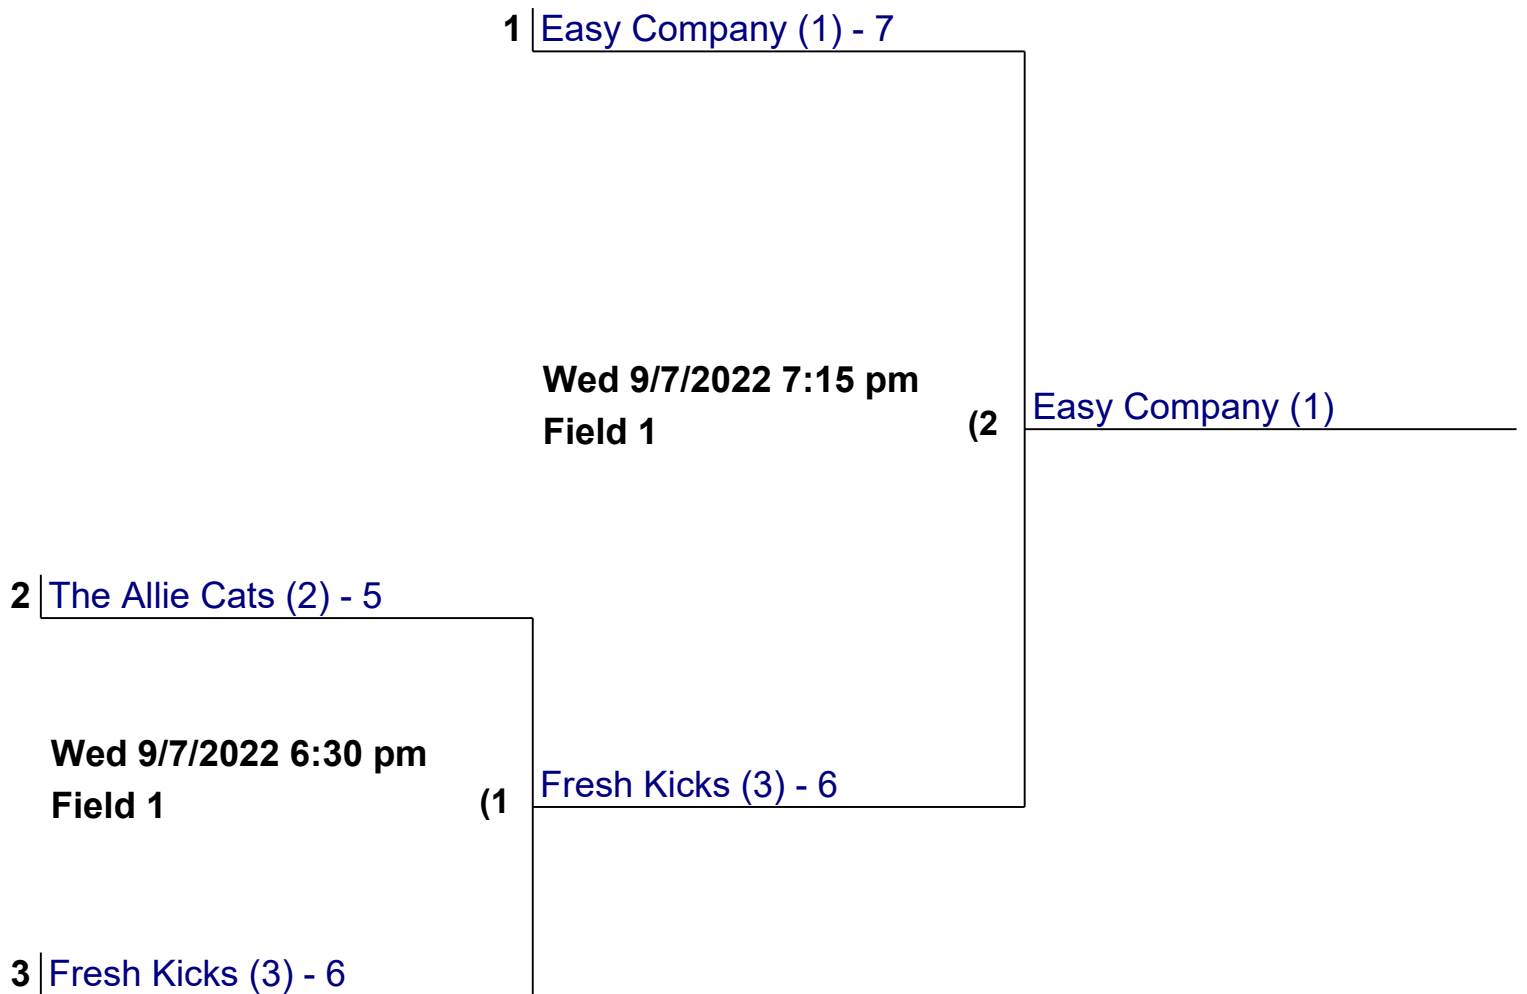 1 Easy Company (1) - 7
Wed 9/7/2022 7:15 pm
Field 1 (2
Easy Company (1)
2 The Allie Cats (2) - 5
Wed 9/7/2022 6:30 pm
Field 1 (1
Fresh Kicks (3) - 6
3 Fresh Kicks (3) - 6